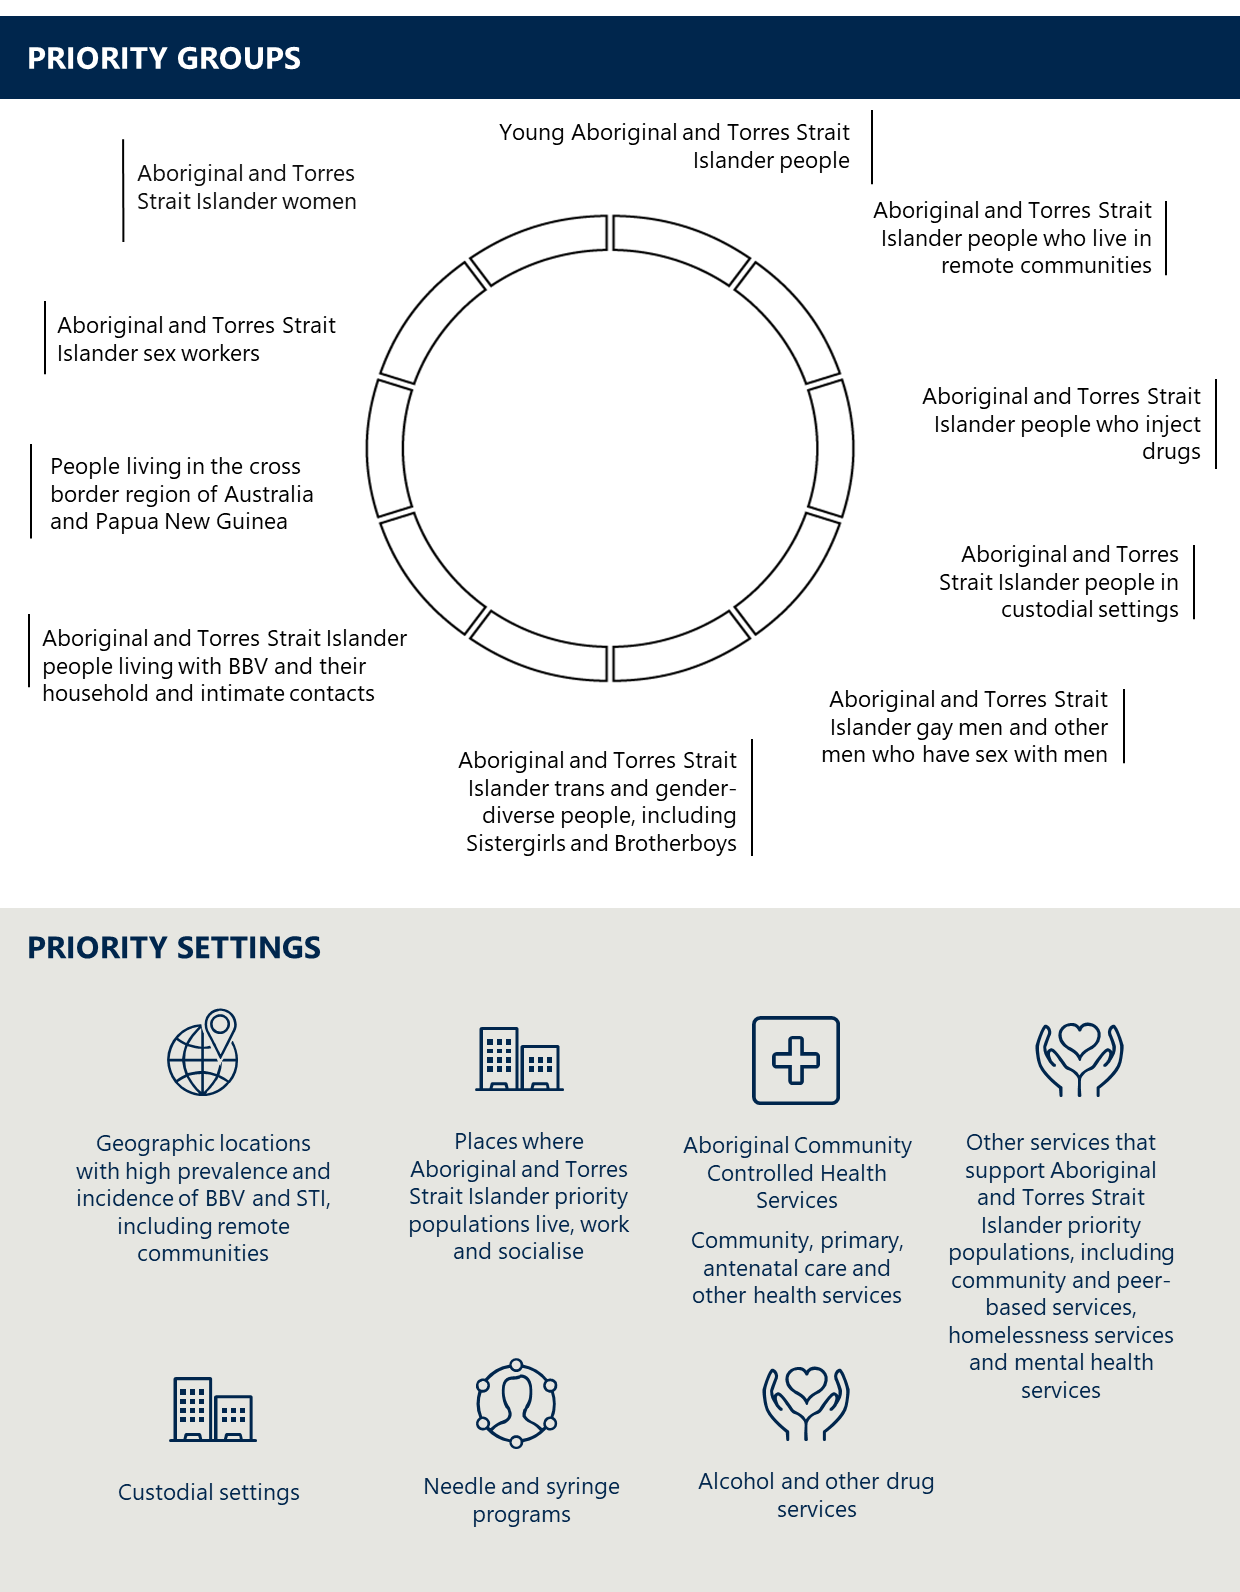 PRIORITY GROUPS
Young Aboriginal and Torres Strait
Islander people
Aboriginal and Torres Strait
Islander people who live in
remote communities
Aboriginal and Torres Strait
Islander people who inject
drugs
Aboriginal and Torres
Strait Islander people in
custodial settings
Aboriginal and Torres Strait
Islander gay men and other
men who have sex with men
Aboriginal and Torres Strait
Islander trans and gender-
diverse people, including
Sistergirls and Brotherboys
Aboriginal and Torres Strait Islander
people living with BBV and their
household and intimate contacts
People living in the cross
border region of Australia
and Papua New Guinea
Aboriginal and Torres Strait
Islander sex workers
Aboriginal and Torres
Strait Islander women
PRIORITY SETTINGS
Geographic locations
with high prevalence and
incidence of BBV and STI,
including remote
communities
Places where
Aboriginal and Torres
Strait Islander priority
populations live, work
and socialise
Aboriginal Community
Controlled Health
Services
Community, primary,
antenatal care and
other health services
Other services that
support Aboriginal
and Torres Strait
Islander priority
populations, including
community and peer-
based services,
homelessness services
and mental health
services
Custodial settings
Needle and syringe
programs
Alcohol and other drug
services